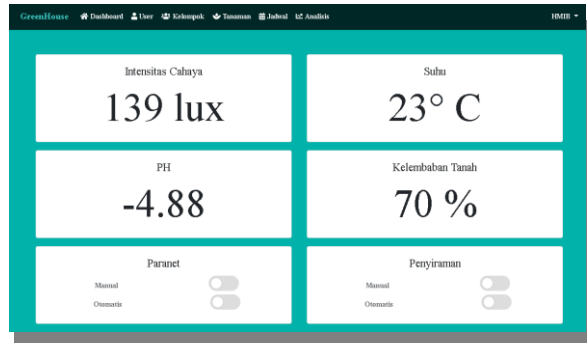 GreenHouse Dashboard User Kelompok Tanaman Jadwal Analisis HMIB
Intensitas Cahaya
139 lux
Suhu
23° C
PH
-4.88
Kelembaban Tanah
70 %
Paranet
Manual
Otomatis
Penyiraman
Manual
Otomatis